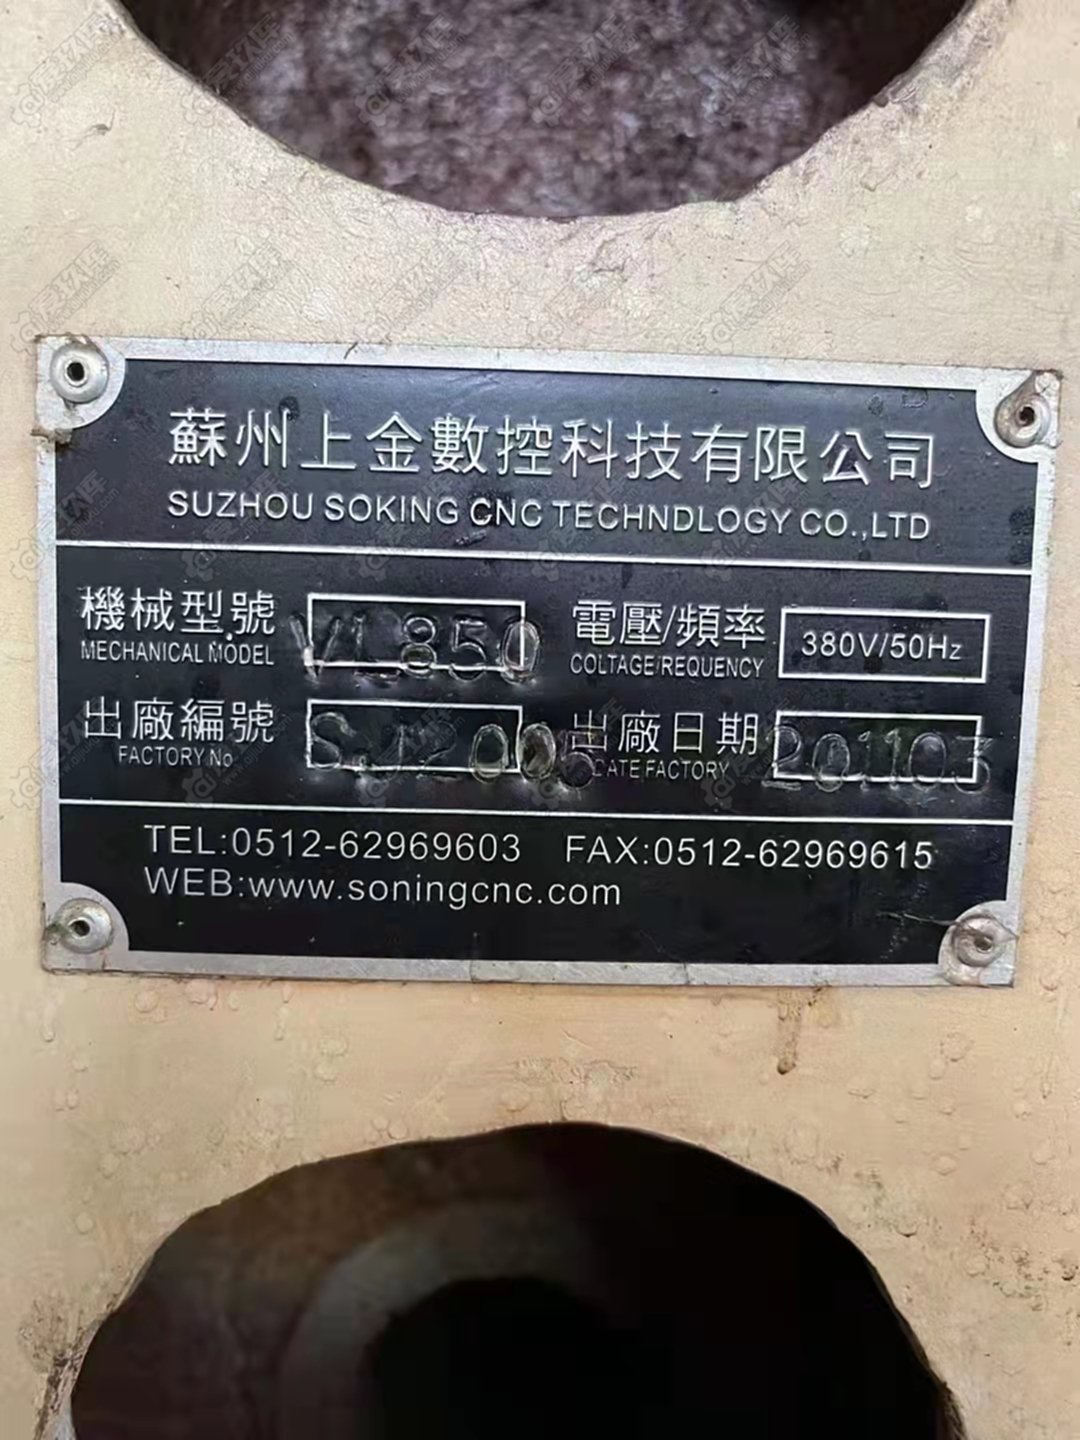 蘇州上金數控科技有限公司
SUZHOU SOKING CNC TECHNDLOGY CO.,LTD
機械型號 VL850 電壓/頻率 380V/50Hz
MECHANICAL MODEL COLTAGE/REQUENCY
出廠編號 出廠日期 201103
FACTORY No CATE FACTORY
TEL:0512-62969603 FAX:0512-62969615
WEB:www.soningcnc.com